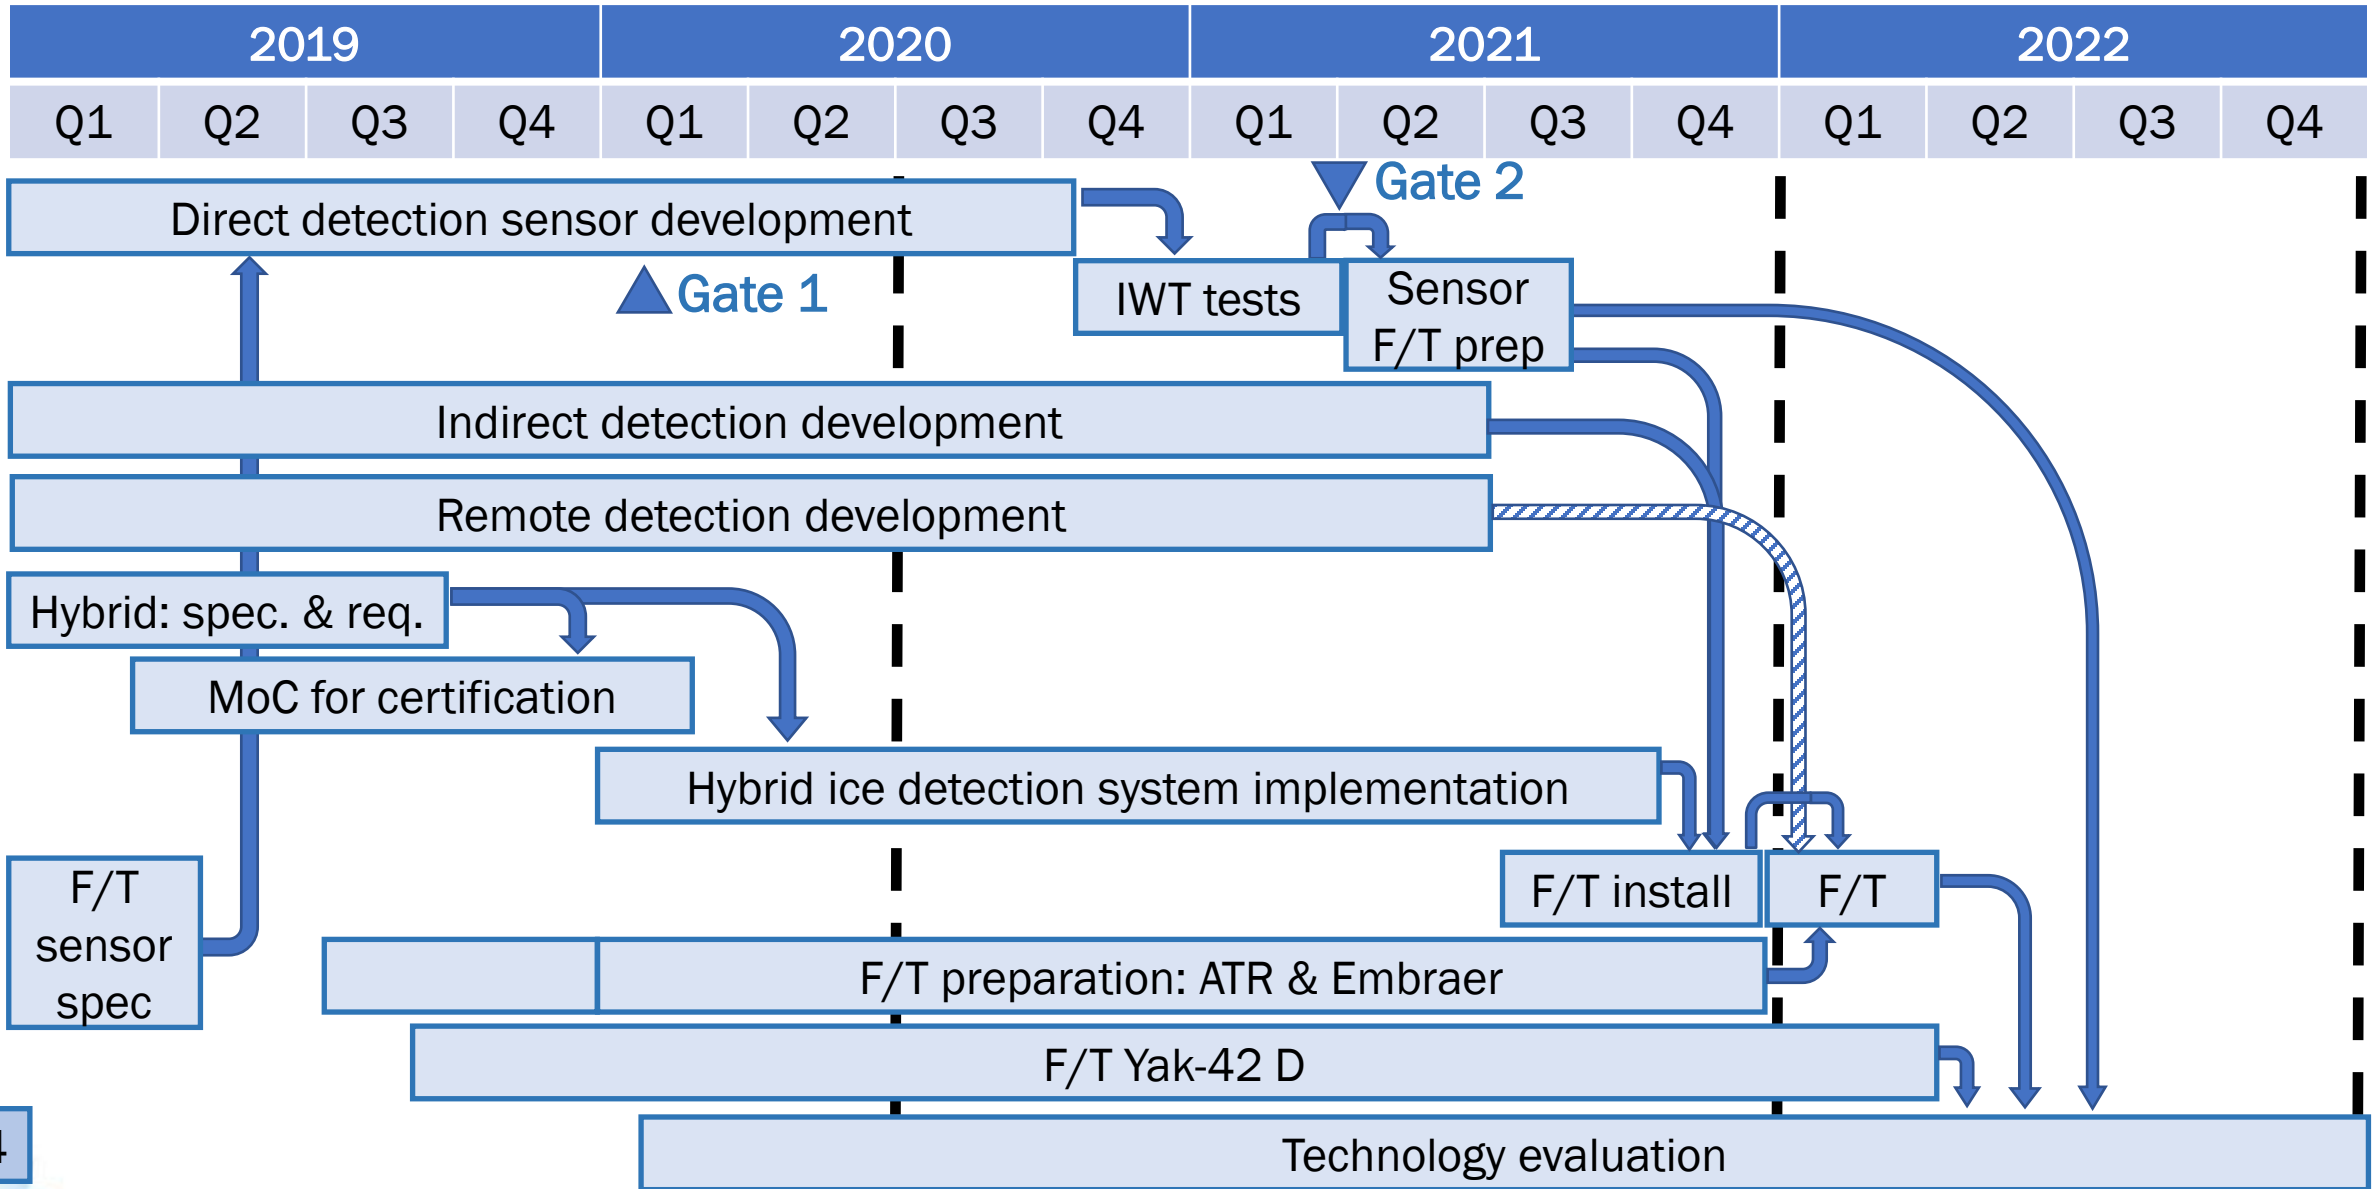 2019 2020 2021 2022
Q1 Q2 Q3 Q4 Q1 Q2 Q3 Q4 Q1 Q2 Q3 Q4 Q1 Q2 Q3 Q4
Gate 2
Direct detection sensor development
Gate 1
IWT tests
Sensor
F/T prep
Indirect detection development
Remote detection development
Hybrid: spec. & req.
MoC for certification
Hybrid ice detection system implementation
F/T
sensor
spec
F/T install
F/T
F/T preparation: ATR & Embraer
F/T Yak-42 D
4
Technology evaluation